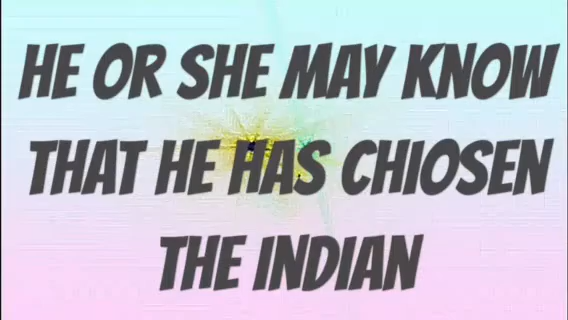 HE OR SHE MAY KNOW
THAT HE HAS CHIOSEN
THE INDIAN